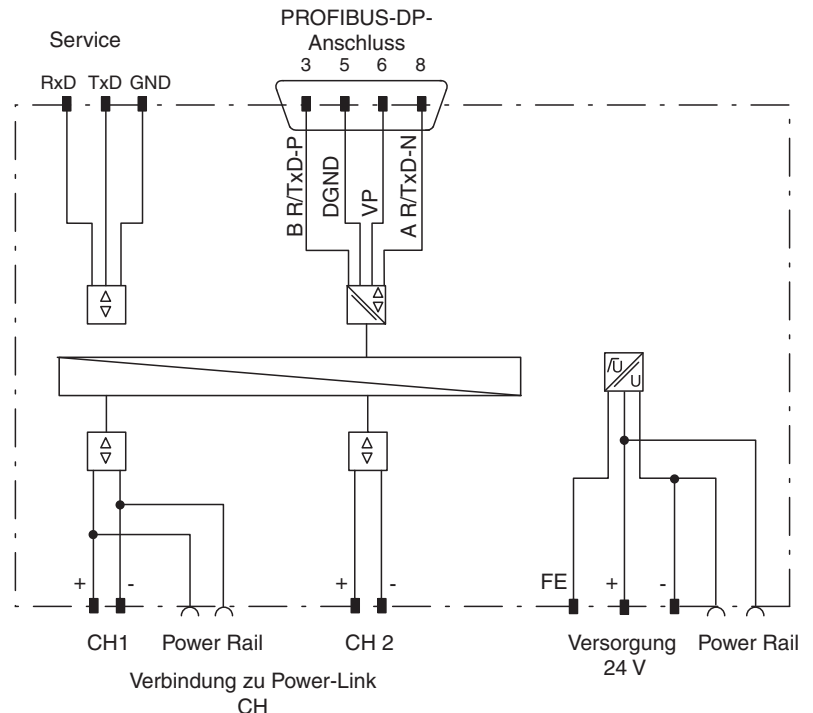 Service
RxD TxD GND
PROFIBUS-DP-
Anschluss
3 5 6 8
B R/TxD-P
DGND
VP
A R/TxD-N
U
U
+ -
+ -
FE + -
CH1 Power Rail CH 2
Verbindung zu Power-Link
CH
Versorgung
24 V
Power Rail